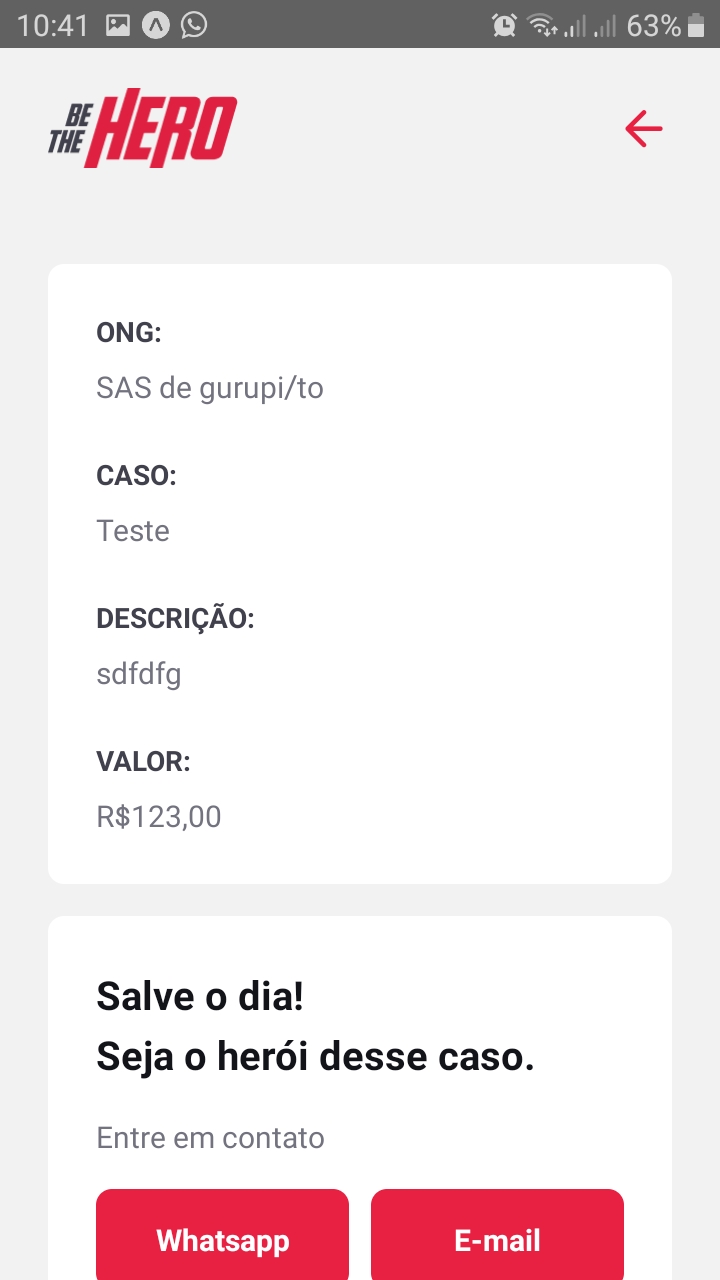 10:41
63%
BE
THE HERO
ONG:
SAS de gurupi/to
CASO:
Teste
DESCRIÇÃO:
sdfdfg
VALOR:
R$123,00
Salve o dia!
Seja o herói desse caso.
Entre em contato
Whatsapp
E-mail